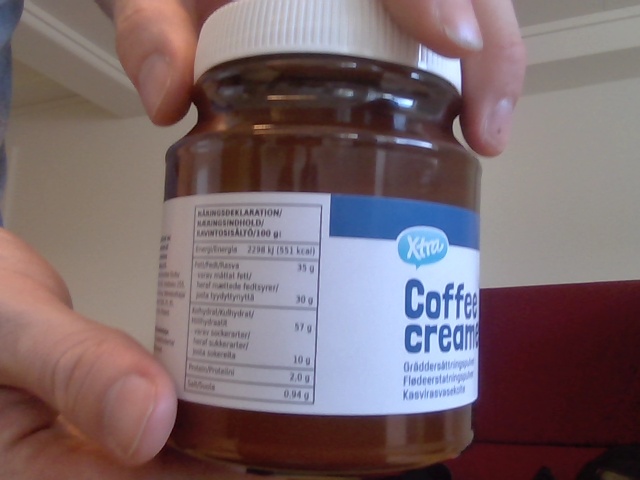 NÄRINGSDEKLARATION/
NÆRINGSINDHOLD/
RAVINTOSISÄLTÖ/100 g:
Energi/Energia 2298 kJ (551 kcal)
Fett/Fedt/Rasva 35 g
varav mättat fett/
heraf mættede fedtsyrer/
josta tyydyttynyttä 30 g
Kolhydrat/Kulhydrat/
Hiilihydraatit 57 g
varav sockerarter/
heraf sukkerarter/
josta sokereita 10 g
Protein/Proteiini 2,0 g
Salt/Suola 0,94 g
Xtra
Coffee
creame
Gräddersättningspulver
Flødeerstatningspulver
Kasvirasvasekoite